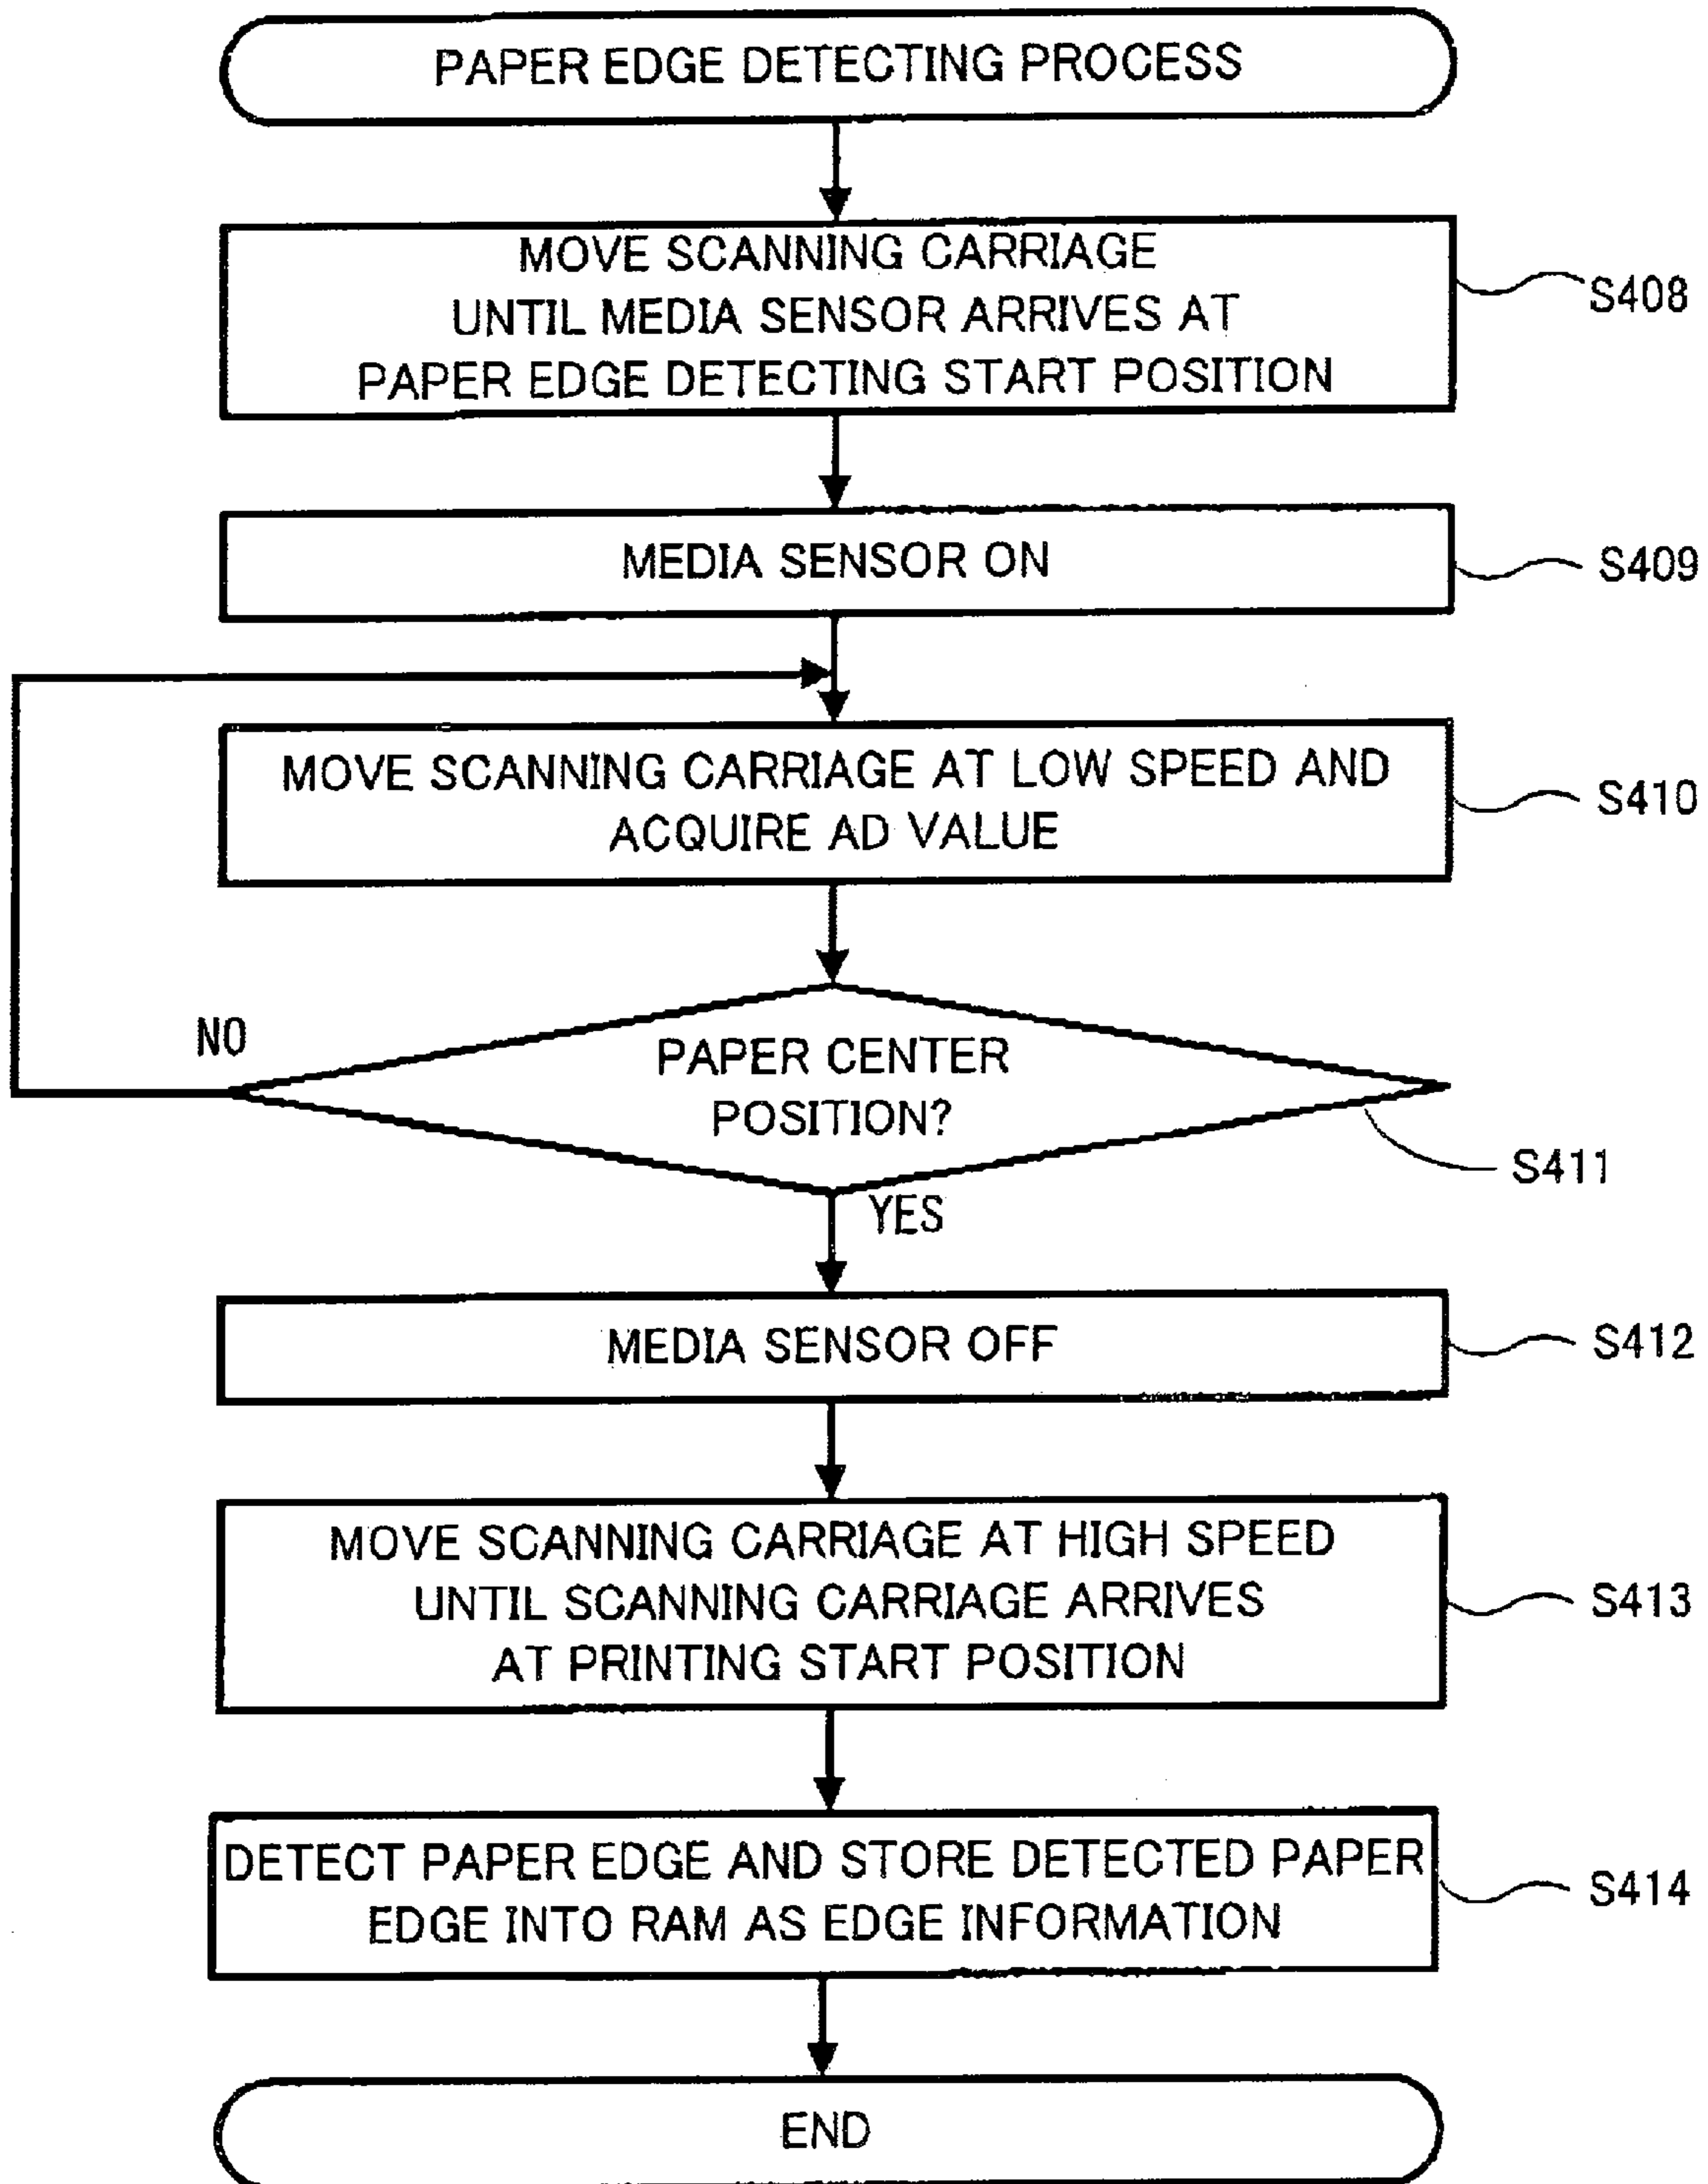 PAPER EDGE DETECTING PROCESS
MOVE SCANNING CARRIAGE
UNTIL MEDIA SENSOR ARRIVES AT
PAPER EDGE DETECTING START POSITION
S408
MEDIA SENSOR ON
S409
MOVE SCANNING CARRIAGE AT LOW SPEED AND
ACQUIRE AD VALUE
S410
NO
PAPER CENTER
POSITION?
S411
YES
MEDIA SENSOR OFF
S412
MOVE SCANNING CARRIAGE AT HIGH SPEED
UNTIL SCANNING CARRIAGE ARRIVES
AT PRINTING START POSITION
S413
DETECT PAPER EDGE AND STORE DETECTED PAPER
EDGE INTO RAM AS EDGE INFORMATION
S414
END